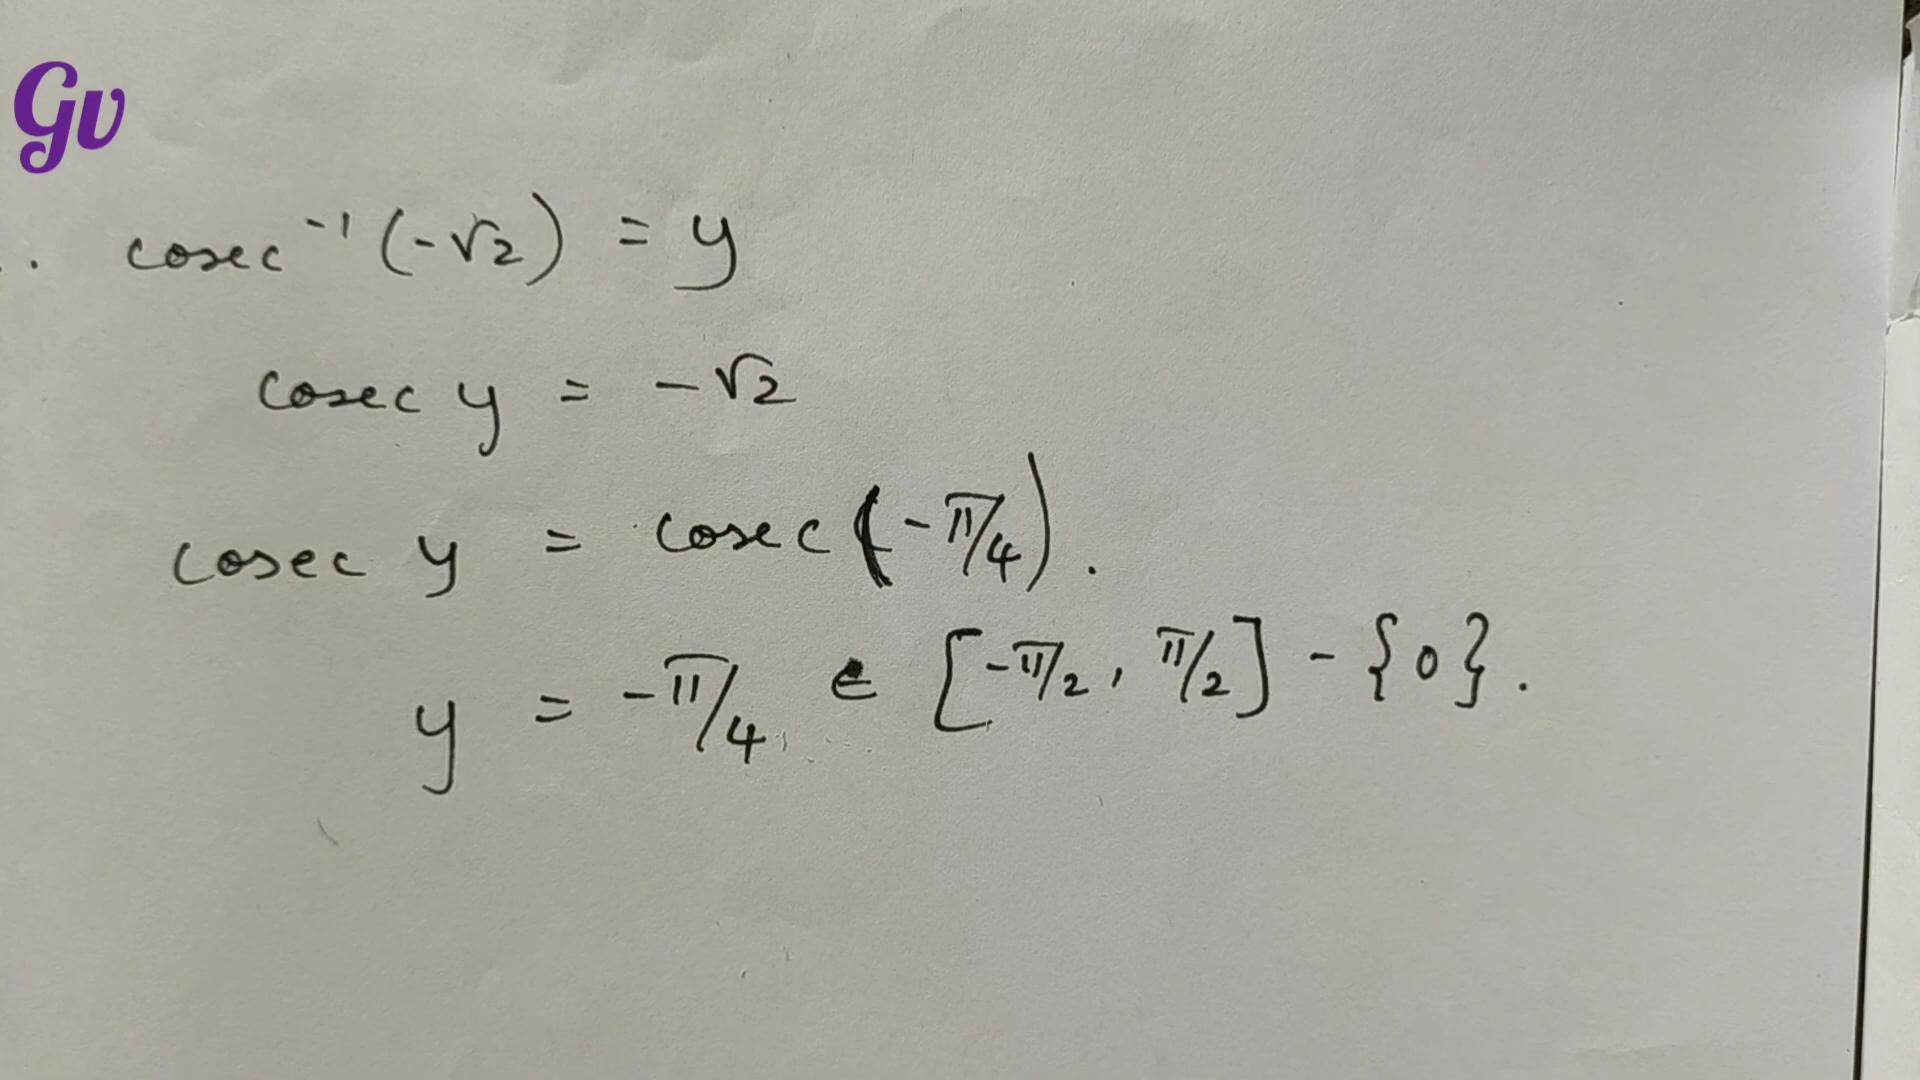 Gv
.. cosec⁻¹(-√2) = y
cosec y = -√2
cosec y = cosec(-π/4).
y = -π/4 ∈ [-π/2, π/2] - {0}.